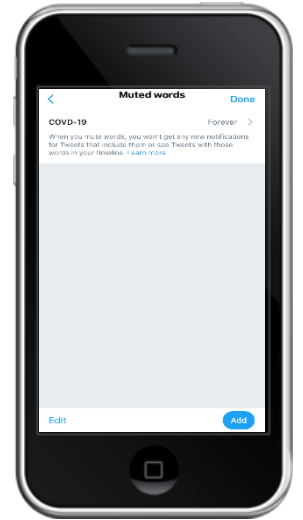 Muted words
Done
COVD-19 Forever
When you mute words, you won't get any new notifications
for Tweets that include them or see Tweets with those
words in your timeline. Learn more
Edit Add